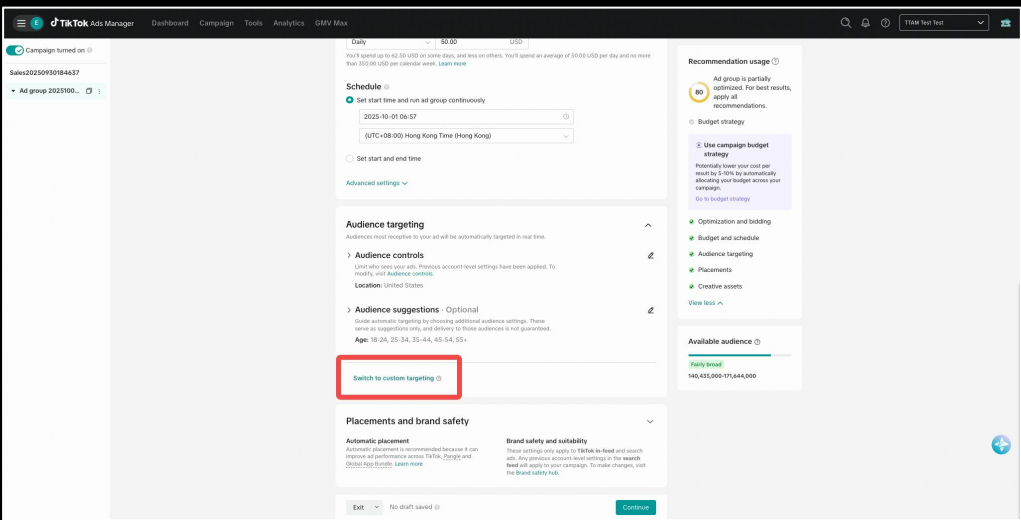 E TikTok Ads Manager Dashboard Campaign Tools Analytics GMV Max TTAM Test Test
Campaign turned on
Sales20250930184637
Ad group 2025100...
Daily 50.00 USD
You'll spend up to 62.50 USD on some days, and less on others. You'll spend an average of 50.00 USD per day and no more
than 350.00 USD per calendar week. Learn more
Schedule
Set start time and run ad group continuously
2025-10-01 06:57
(UTC+08:00) Hong Kong Time (Hong Kong)
Set start and end time
Advanced settings
Audience targeting
Audiences most receptive to your ad will be automatically targeted in real time.
Audience controls
Limit who sees your ads. Previous account-level settings have been applied. To
modify, visit Audience controls.
Location: United States
Audience suggestions · Optional
Guide automatic targeting by choosing additional audience settings. These
serve as suggestions only, and delivery to those audiences is not guaranteed.
Age: 18-24, 25-34, 35-44, 45-54, 55+
Switch to custom targeting
Placements and brand safety
Automatic placement
Automatic placement is recommended because it can
improve ad performance across TikTok, Pangle and
Global App Bundle. Learn more
Brand safety and suitability
These settings only apply to TikTok in-feed and search
ads. Any previous account-level settings in the search
feed will apply to your campaign. To make changes, visit
the Brand safety hub.
Exit No draft saved Continue
Recommendation usage
80
Ad group is partially
optimized. For best results,
apply all
recommendations.
Budget strategy
Use campaign budget
strategy
Potentially lower your cost per
result by 5-10% by automatically
allocating your budget across your
campaign.
Go to budget strategy
Optimization and bidding
Budget and schedule
Audience targeting
Placements
Creative assets
View less
Available audience
Fairly broad
140,435,000-171,644,000